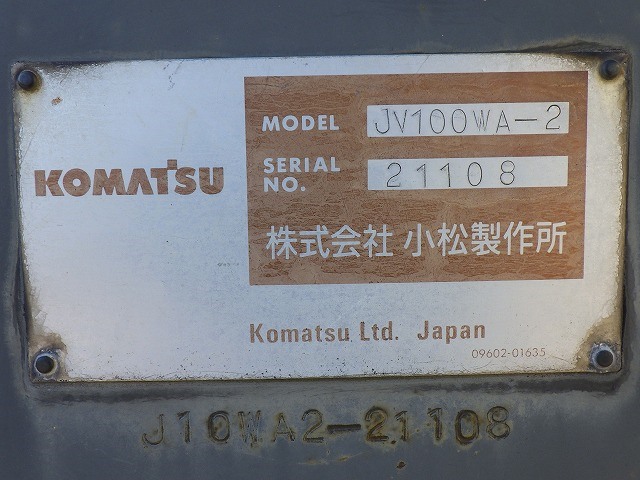 KOMATSU
MODEL JV100WA-2
SERIAL NO. 21108
株式会社 小松製作所
Komatsu Ltd. Japan
09602-01635
J10WA2-21108